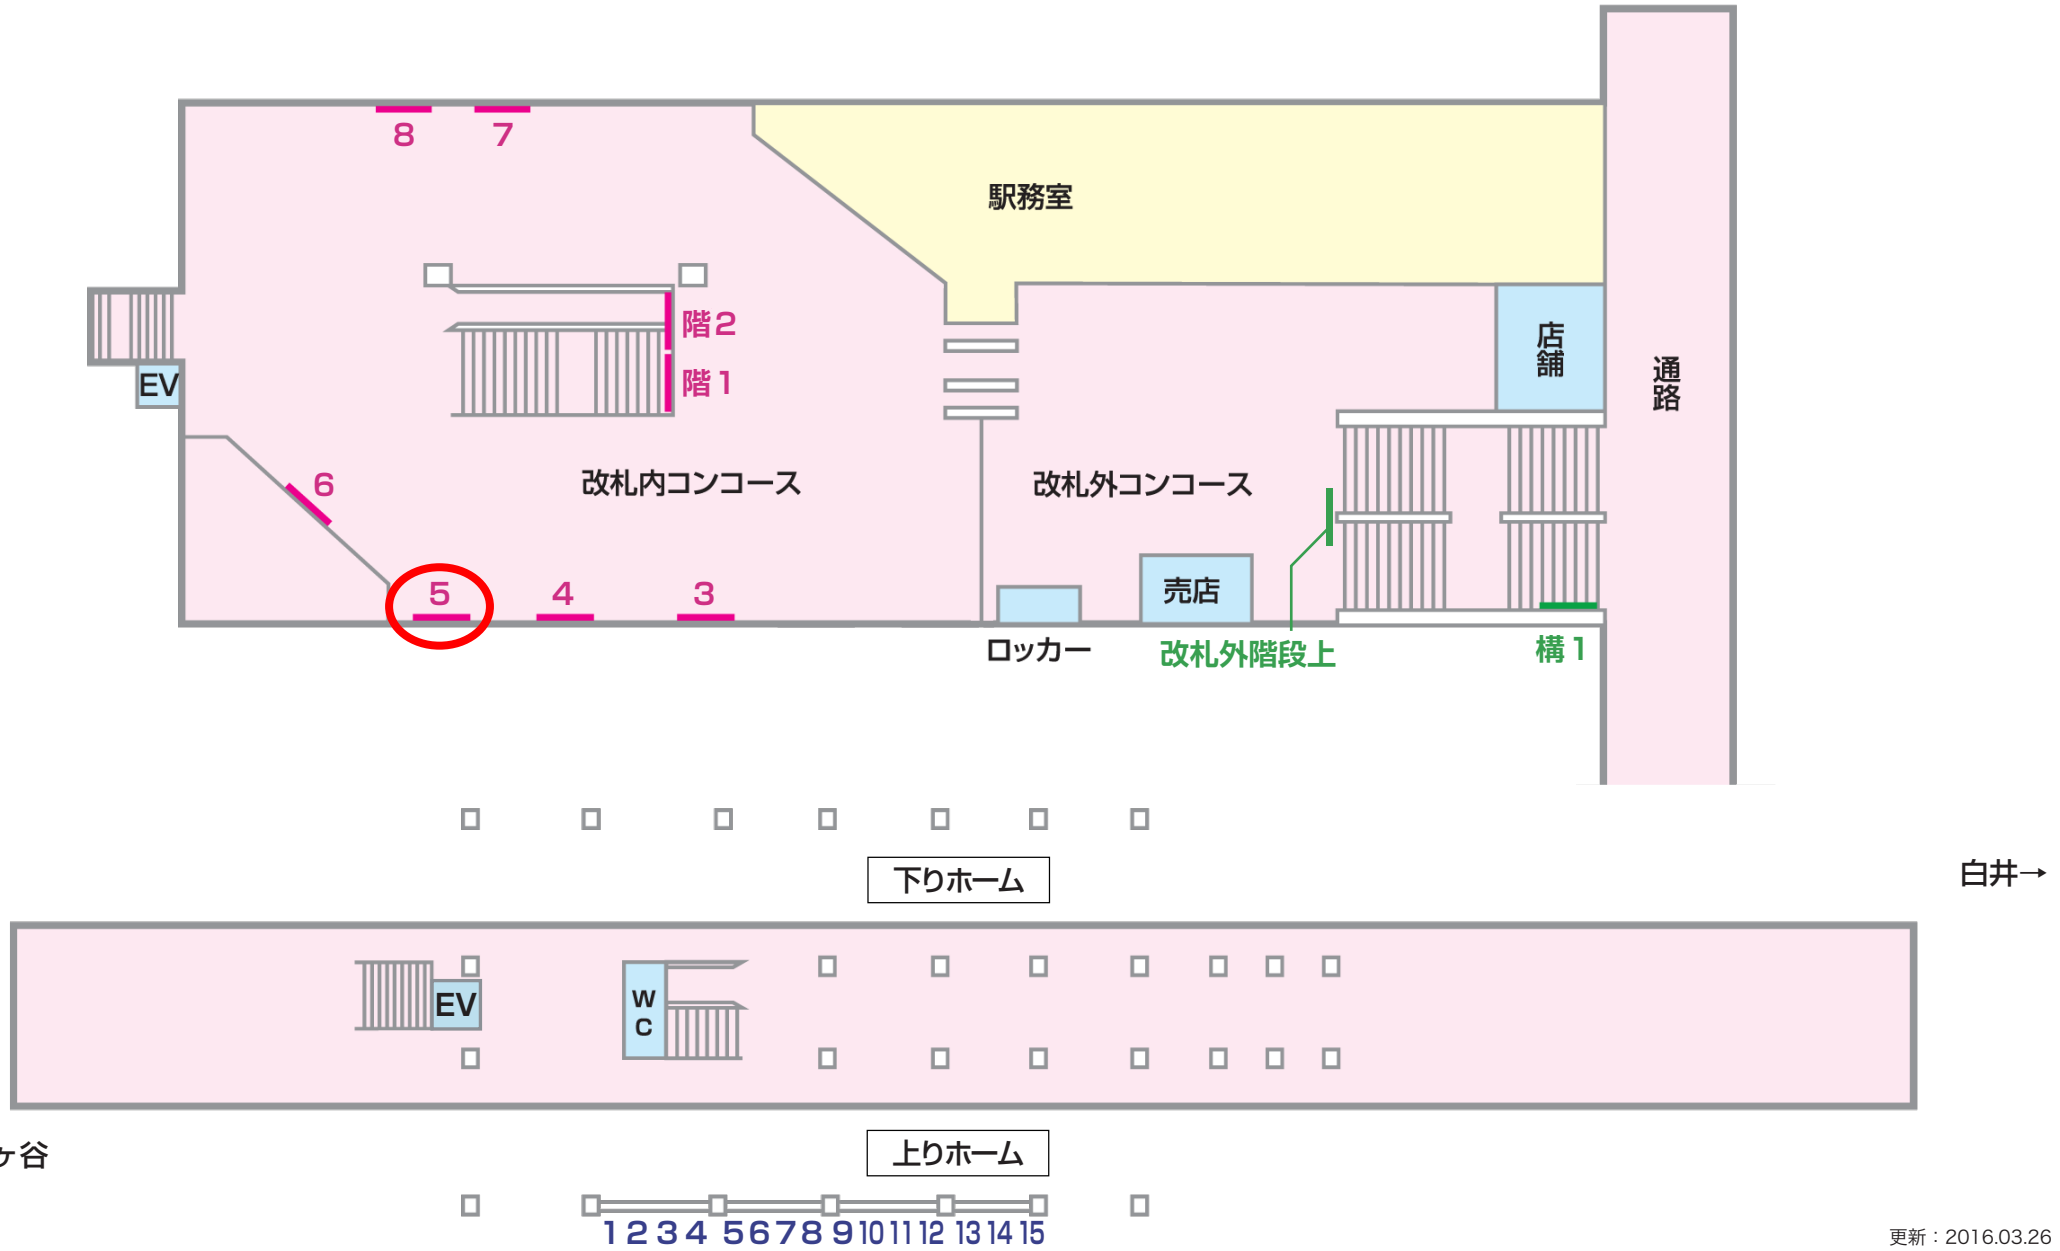 8
7
駅務室
階2
階1
EV
店舗
通路
6
改札内コンコース
改札外コンコース
5
4
3
売店
ロッカー
改札外階段上
構1
下りホーム
白井→
EV
WC
ヶ谷
上りホーム
1 2 3 4 5 6 7 8 9 10 11 12 13 14 15
更新：2016.03.26